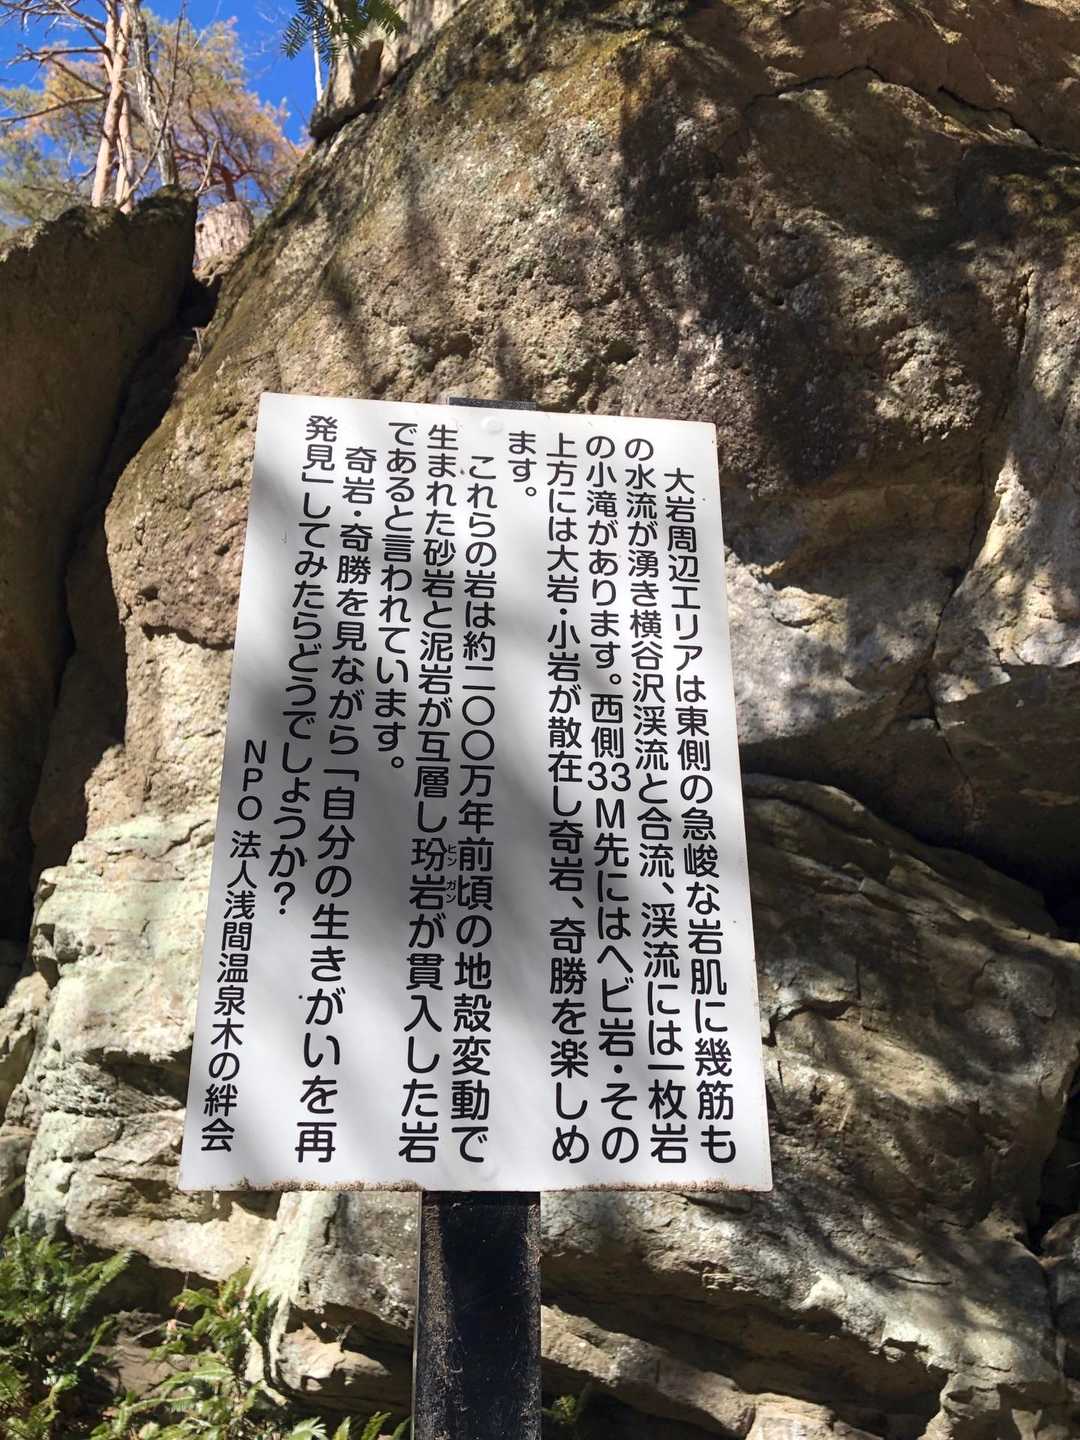 大岩周辺エリアは東側の急峻な岩肌に幾筋も
の水流が湧き横谷沢渓流と合流、渓流には一枚岩
の小滝があります。西側33M先にはヘビ岩・その
上方には大岩・小岩が散在し奇岩、奇勝を楽しめ
ます。
これらの岩は約二〇〇万年前頃の地殻変動で
生まれた砂岩と泥岩が互層し玢岩が貫入した岩
ヒンガン
であると言われています。
奇岩・奇勝を見ながら「自分の生きがいを再
発見」してみたらどうでしょうか?
NPO法人浅間温泉木の絆会